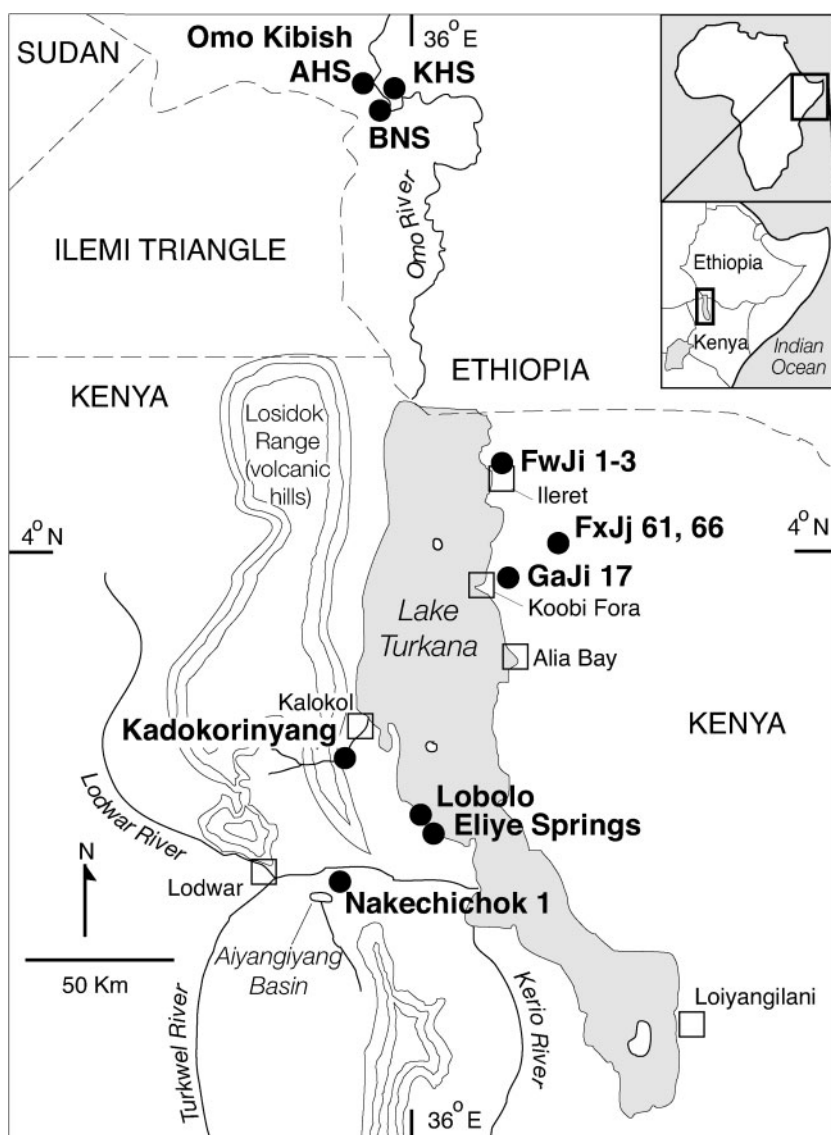 SUDAN
Omo Kibish
AHS
KHS
BNS
36° E
ILEMI TRIANGLE
Omo River
Ethiopia
Kenya
Indian
Ocean
KENYA
ETHIOPIA
Losidok
Range
(volcanic
hills)
FwJi 1-3
Ileret
4° N
FxJj 61, 66
4° N
GaJi 17
Koobi Fora
Lake
Turkana
Alia Bay
Kalokol
Kadokorinyang
KENYA
Lodwar River
Lobolo
Eliye Springs
N
Lodwar
Nakechichok 1
50 Km
Aiyangiyang
Basin
Turkwel River
Kerio River
Loiyangilani
36° E